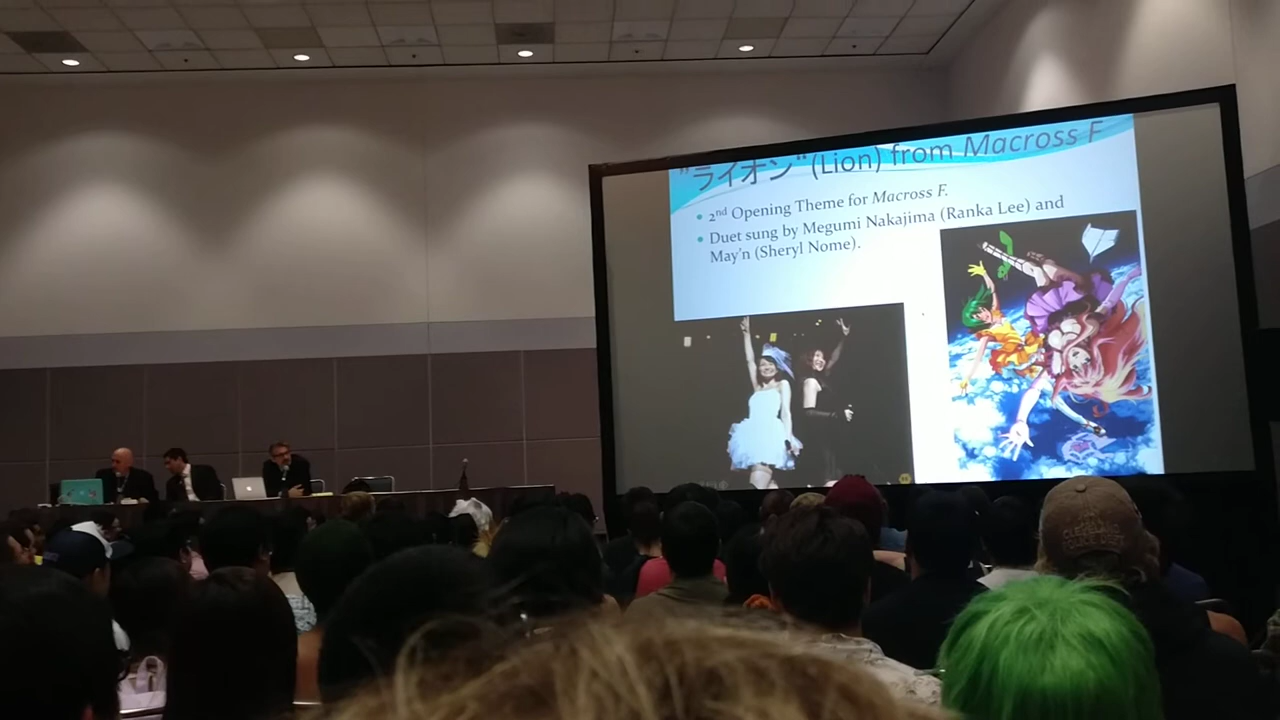 "ライオン" (Lion) from Macross F
2nd Opening Theme for Macross F.
Duet sung by Megumi Nakajima (Ranka Lee) and
May'n (Sheryl Nome).